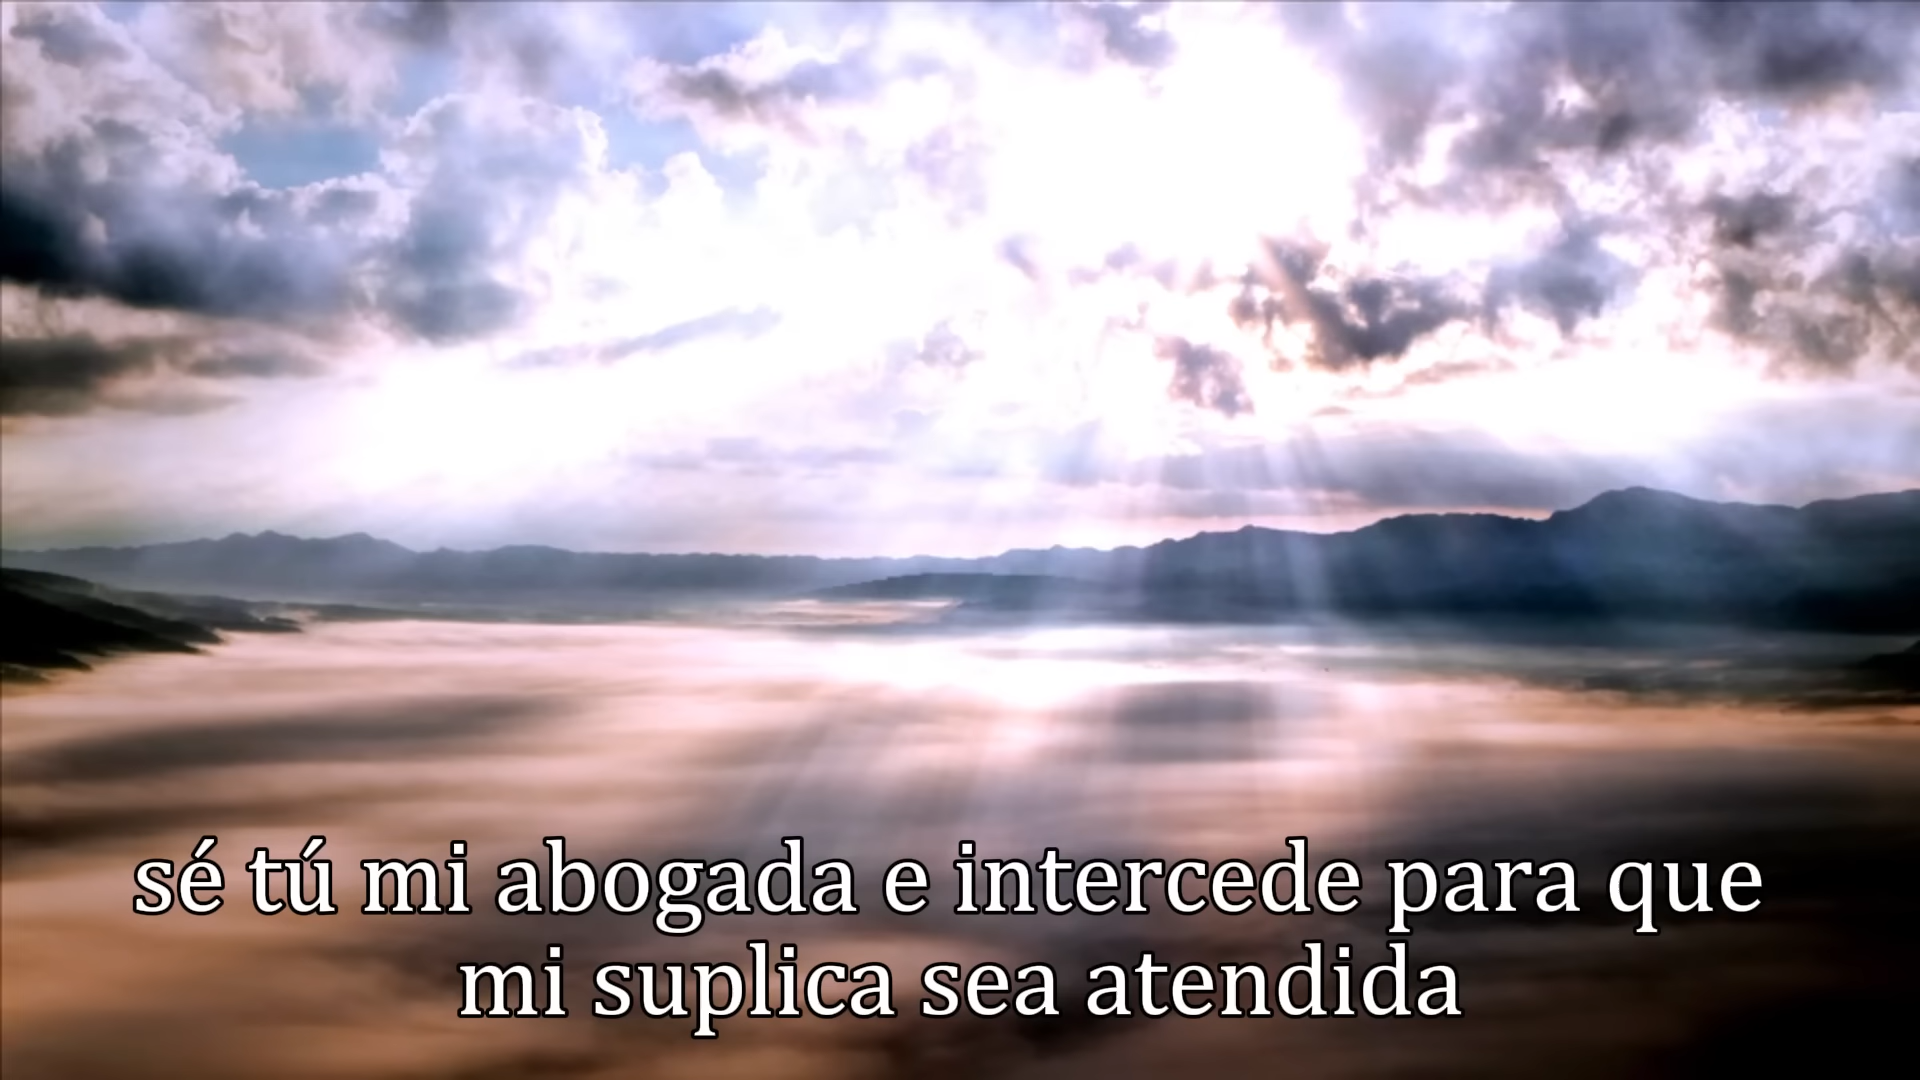 sé tú mi abogada e intercede para que
mi suplica sea atendida